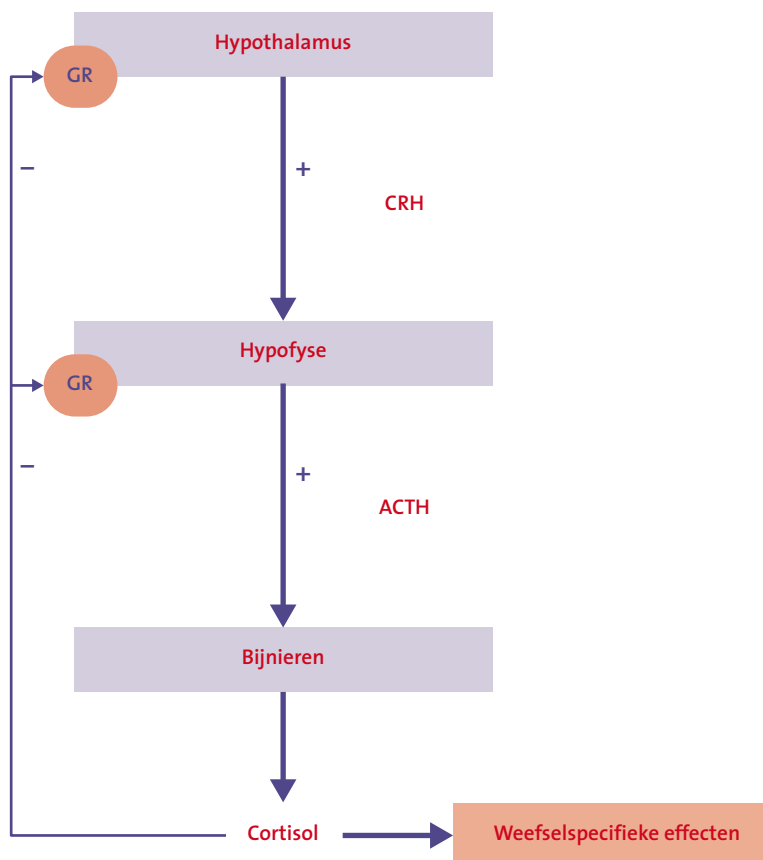 Hypothalamus
GR
–
+
CRH
Hypofyse
GR
–
+
ACTH
Bijnieren
Cortisol
Weefselspecifieke effecten